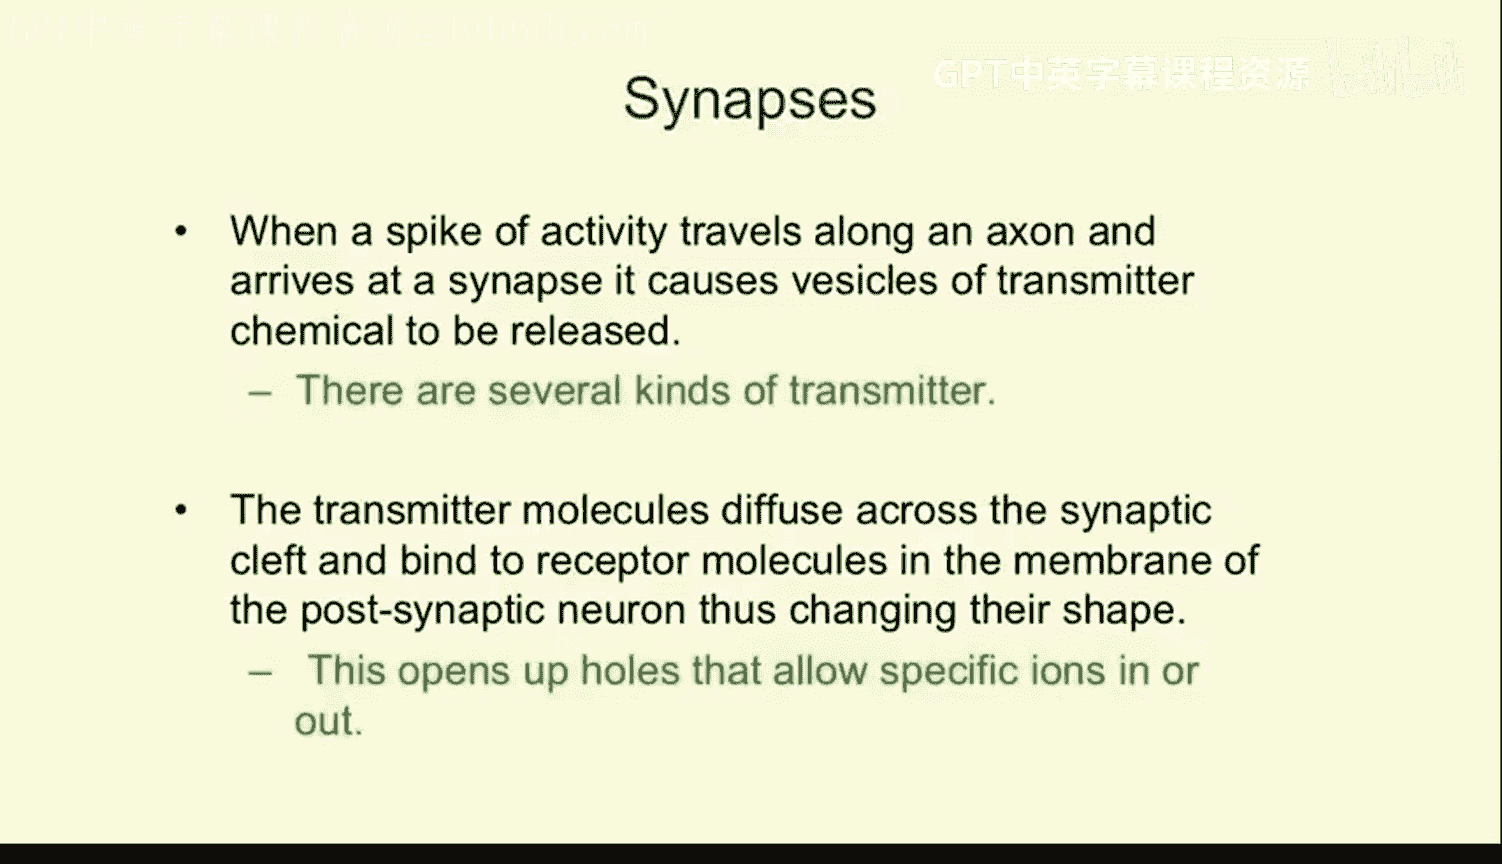 GPT中英字幕课程资源
Synapses
• When a spike of activity travels along an axon and
arrives at a synapse it causes vesicles of transmitter
chemical to be released.
– There are several kinds of transmitter.
• The transmitter molecules diffuse across the synaptic
cleft and bind to receptor molecules in the membrane of
the post-synaptic neuron thus changing their shape.
– This opens up holes that allow specific ions in or
out.